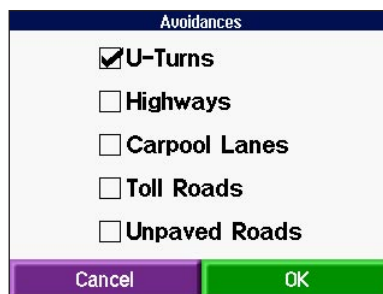 Avoidances
U-Turns
Highways
Carpool Lanes
Toll Roads
Unpaved Roads
Cancel OK